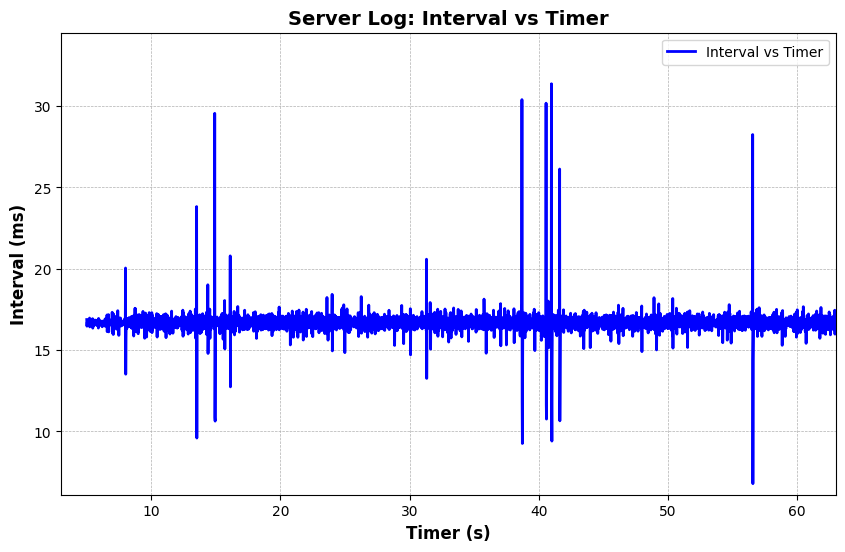 Server Log: Interval vs Timer
Interval vs Timer
30
25
20
15
10
Interval (ms)
10 20 30 40 50 60
Timer (s)